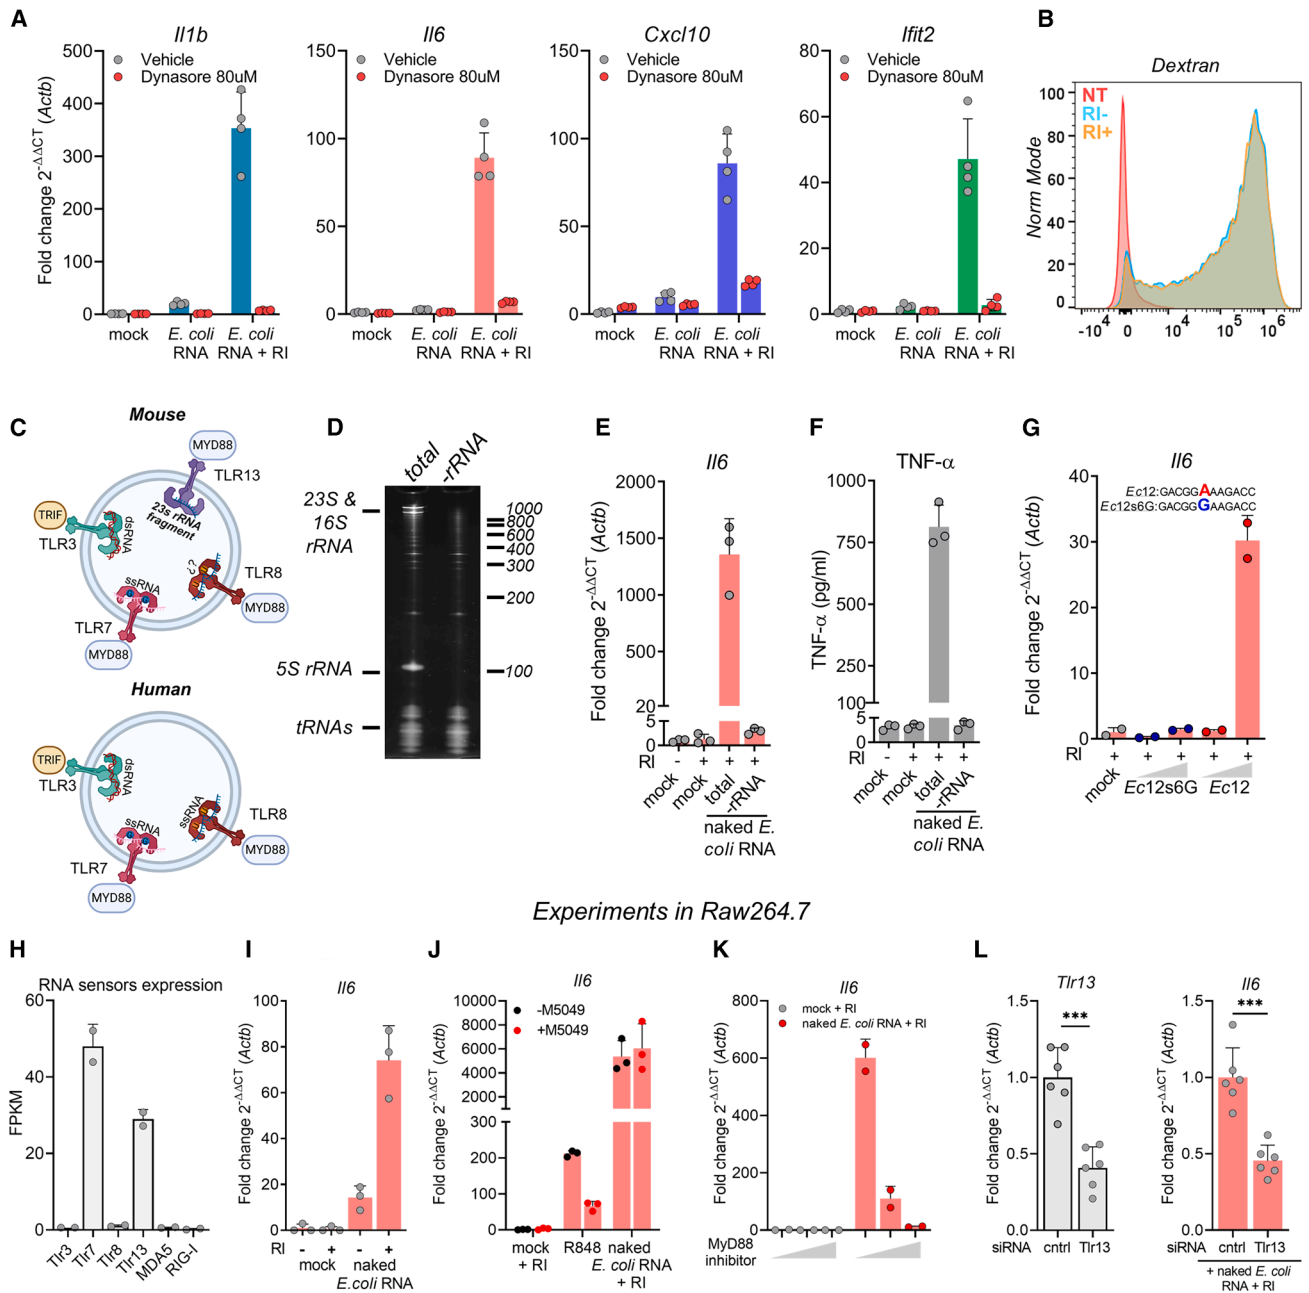 A
Il1b
Fold change 2-ΔΔCT (Actb)
500
400
300
200
100
0
Vehicle
Dynasore 80uM
mock
E. coli
RNA
E. coli
RNA + RI
Il6
150
100
50
0
Vehicle
Dynasore 80uM
mock
E. coli
RNA
E. coli
RNA + RI
Cxcl10
150
100
50
0
Vehicle
Dynasore 80uM
mock
E. coli
RNA
E. coli
RNA + RI
Ifit2
80
60
40
20
0
Vehicle
Dynasore 80uM
mock
E. coli
RNA
E. coli
RNA + RI
B
Dextran
NT
RI-
RI+
Norm Mode
100
80
60
40
20
0
-10⁴
0
10⁴
10⁵
10⁶
C
Mouse
MYD88
TLR13
TRIF
TLR3
dsRNA
23s rRNA
fragment
ssRNA
??
TLR8
MYD88
TLR7
MYD88
Human
TRIF
TLR3
dsRNA
ssRNA
ssRNA
TLR8
MYD88
TLR7
MYD88
D
total
-rRNA
23S &
16S
rRNA
5S rRNA
tRNAs
1000
800
600
400
300
200
100
E
Il6
Fold change 2-ΔΔCT (Actb)
2000
1500
1000
500
20
5
0
RI - + + +
mock
mock
total
-rRNA
naked E.
coli RNA
F
TNF-α
TNF-α (pg/ml)
1000
750
500
250
100
5
0
RI - + + +
mock
mock
total
-rRNA
naked E.
coli RNA
G
Il6
Fold change 2-ΔΔCT (Actb)
40
30
20
10
0
Ec12:GACGGAAAGACC
Ec12s6G:GACGGGAAGACC
RI + + + + +
mock
Ec12s6G
Ec12
Experiments in Raw264.7
H
RNA sensors expression
FPKM
60
40
20
0
Tlr3
Tlr7
Tlr8
Tlr13
MDA5
RIG-I
I
Il6
Fold change 2-ΔΔCT (Actb)
100
80
60
40
20
0
RI - + - +
mock
naked
E.coli RNA
J
Il6
Fold change 2-ΔΔCT (Actb)
10000
8000
6000
4000
2000
300
200
100
0
-M5049
+M5049
mock
+ RI
R848
naked
E. coli RNA
+ RI
K
Il6
Fold change 2-ΔΔCT (Actb)
800
600
400
200
0
mock + RI
naked E. coli RNA + RI
MyD88
inhibitor
L
Tlr13
Fold change 2-ΔΔCT (Actb)
1.5
1.0
0.5
0.0
***
siRNA cntrl Tlr13
Il6
Fold change 2-ΔΔCT (Actb)
1.5
1.0
0.5
0.0
***
siRNA cntrl Tlr13
+ naked E. coli
RNA + RI